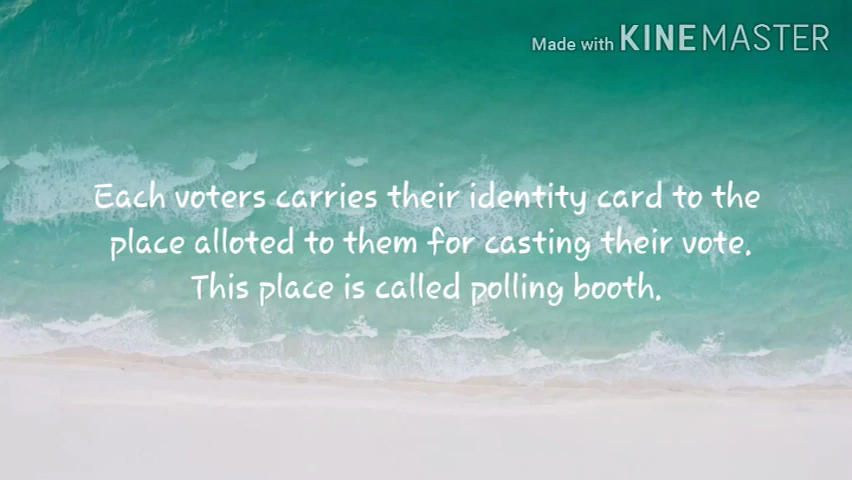 Made with KINEMASTER
Each voters carries their identity card to the
place alloted to them for casting their vote.
This place is called polling booth.